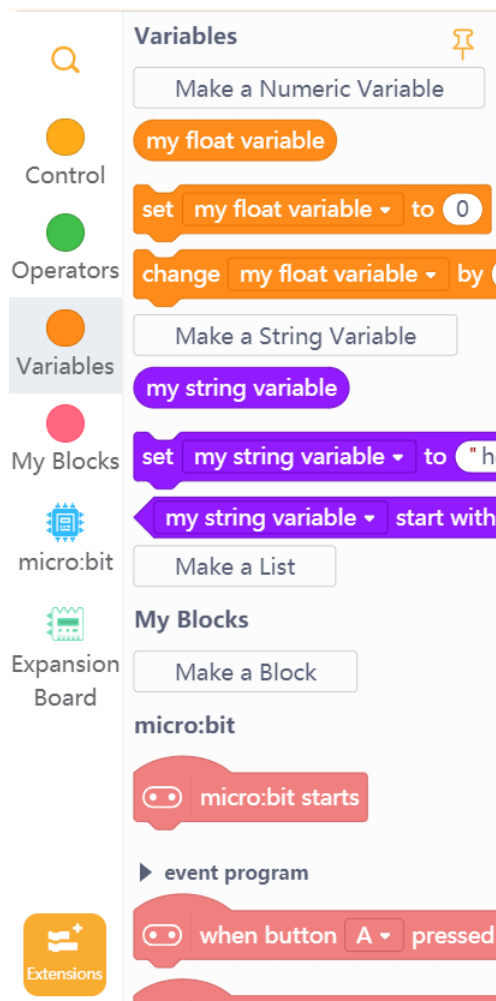 Control
Operators
Variables
My Blocks
micro:bit
Expansion
Board
Extensions
Variables
Make a Numeric Variable
my float variable
set my float variable to 0
change my float variable by
Make a String Variable
my string variable
set my string variable to "h
my string variable start with
Make a List
My Blocks
Make a Block
micro:bit
micro:bit starts
event program
when button A pressed